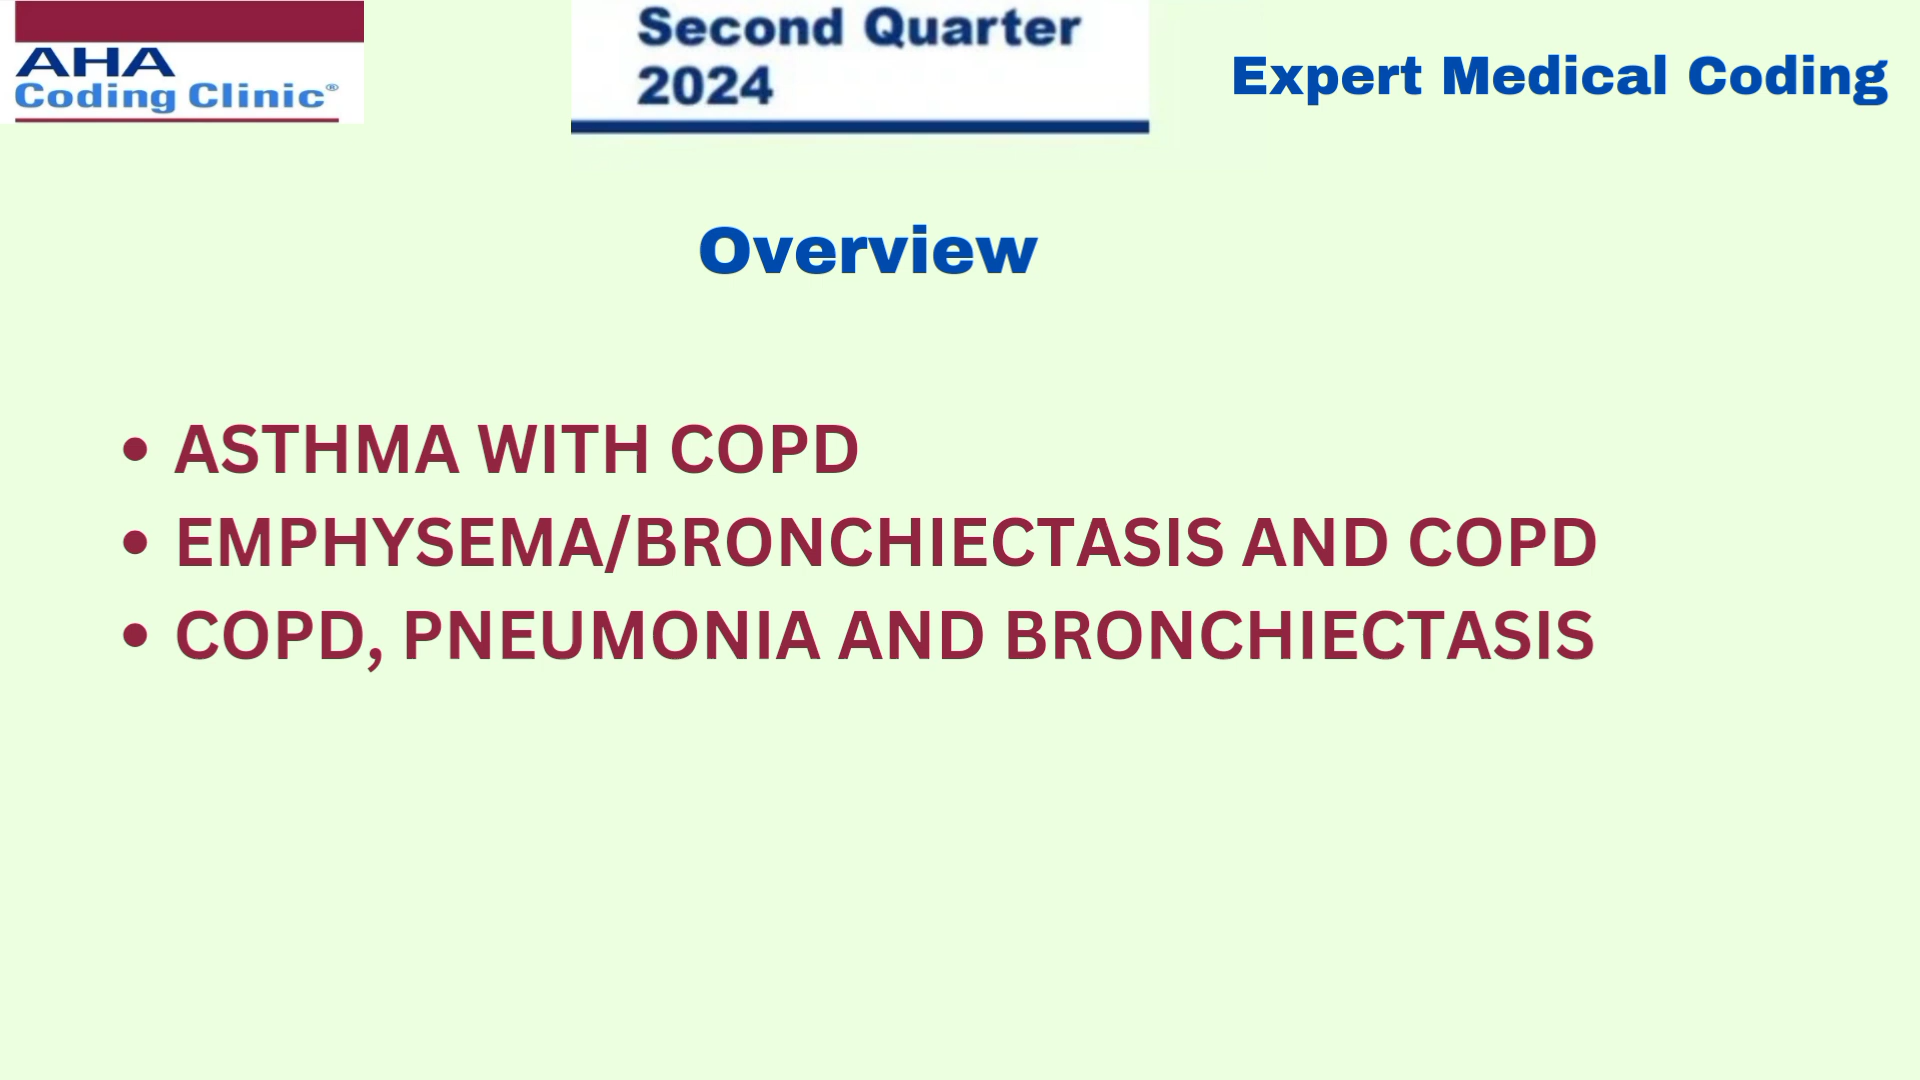 AHA
Coding Clinic®
Second Quarter
2024
Expert Medical Coding
Overview
• ASTHMA WITH COPD
• EMPHYSEMA/BRONCHIECTASIS AND COPD
• COPD, PNEUMONIA AND BRONCHIECTASIS